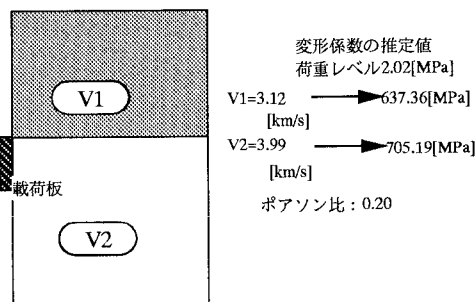 V1
載荷板
V2
変形係数の推定値
荷重レベル2.02[MPa]
V1=3.12
637.36[MPa]
[km/s]
V2=3.99
705.19[MPa]
[km/s]
ポアソン比：0.20